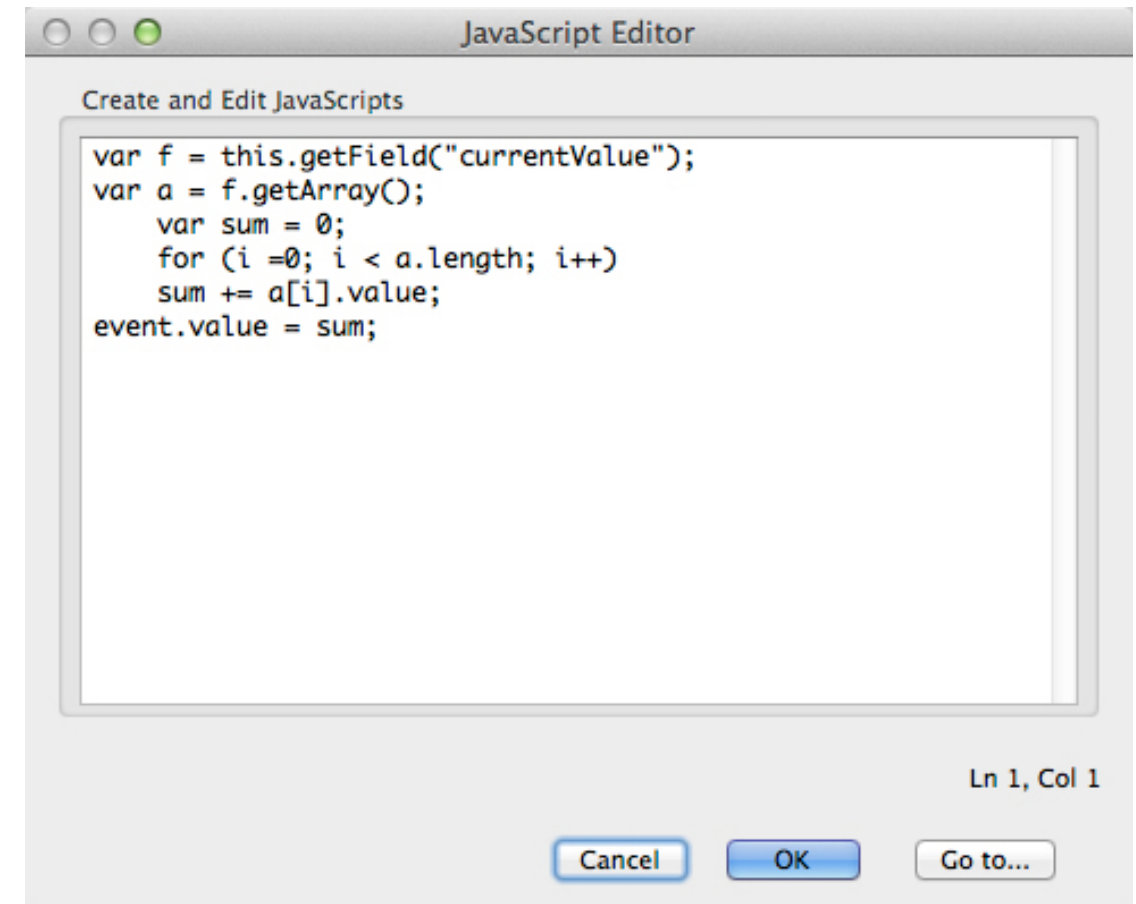 JavaScript Editor
Create and Edit JavaScripts
var f = this.getField("currentValue");
var a = f.getArray();
    var sum = 0;
    for (i =0; i < a.length; i++)
    sum += a[i].value;
event.value = sum;
Ln 1, Col 1
Cancel OK Go to...